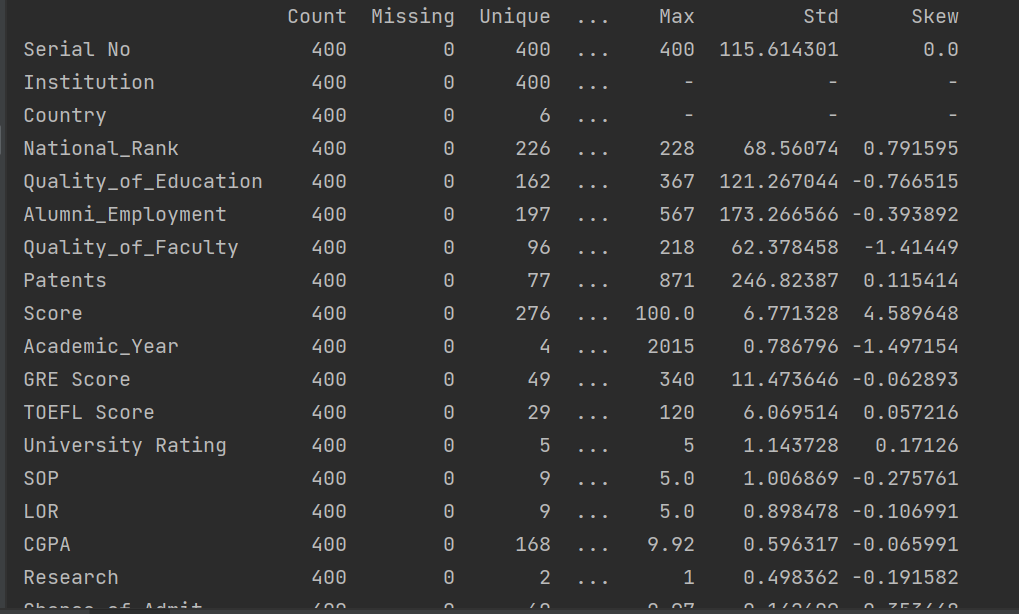 Count Missing Unique ... Max Std Skew
Serial No 400 0 400 ... 400 115.614301 0.0
Institution 400 0 400 ... - - -
Country 400 0 6 ... - - -
National_Rank 400 0 226 ... 228 68.56074 0.791595
Quality_of_Education 400 0 162 ... 367 121.267044 -0.766515
Alumni_Employment 400 0 197 ... 567 173.266566 -0.393892
Quality_of_Faculty 400 0 96 ... 218 62.378458 -1.41449
Patents 400 0 77 ... 871 246.82387 0.115414
Score 400 0 276 ... 100.0 6.771328 4.589648
Academic_Year 400 0 4 ... 2015 0.786796 -1.497154
GRE Score 400 0 49 ... 340 11.473646 -0.062893
TOEFL Score 400 0 29 ... 120 6.069514 0.057216
University Rating 400 0 5 ... 5 1.143728 0.17126
SOP 400 0 9 ... 5.0 1.006869 -0.275761
LOR 400 0 9 ... 5.0 0.898478 -0.106991
CGPA 400 0 168 ... 9.92 0.596317 -0.065991
Research 400 0 2 ... 1 0.498362 -0.191582